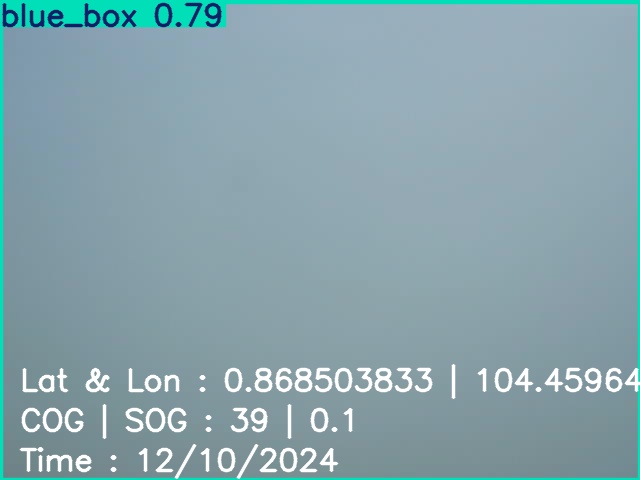 blue_box 0.79
Lat & Lon : 0.868503833 | 104.45964
COG | SOG : 39 | 0.1
Time : 12/10/2024